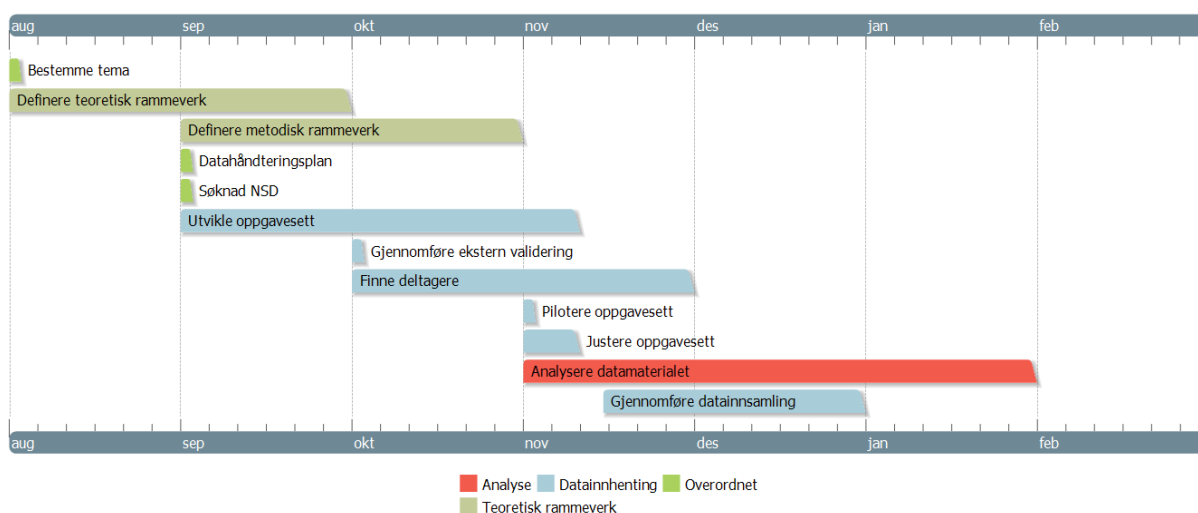 aug sep okt nov des jan feb
Bestemme tema
Definere teoretisk rammeverk
Definere metodisk rammeverk
Datahåndteringsplan
Søknad NSD
Utvikle oppgavesett
Gjennomføre ekstern validering
Finne deltagere
Pilotere oppgavesett
Justere oppgavesett
Analysere datamaterialet
Gjennomføre datainnsamling
aug sep okt nov des jan feb
Analyse Datainnhenting Overordnet
Teoretisk rammeverk